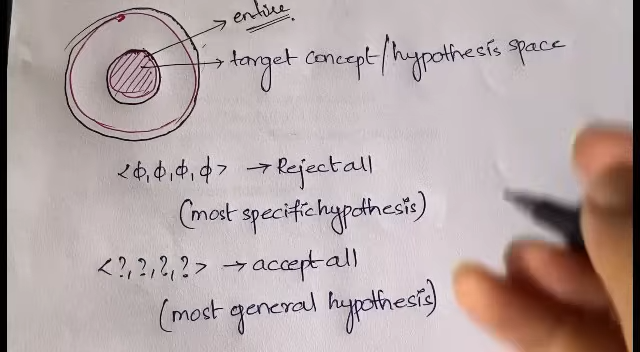 entire
target concept/hypothesis space
<ϕ,ϕ,ϕ,ϕ> → Reject all
(most specific hypothesis)
<?,?,?,?> → accept all
(most general hypothesis)